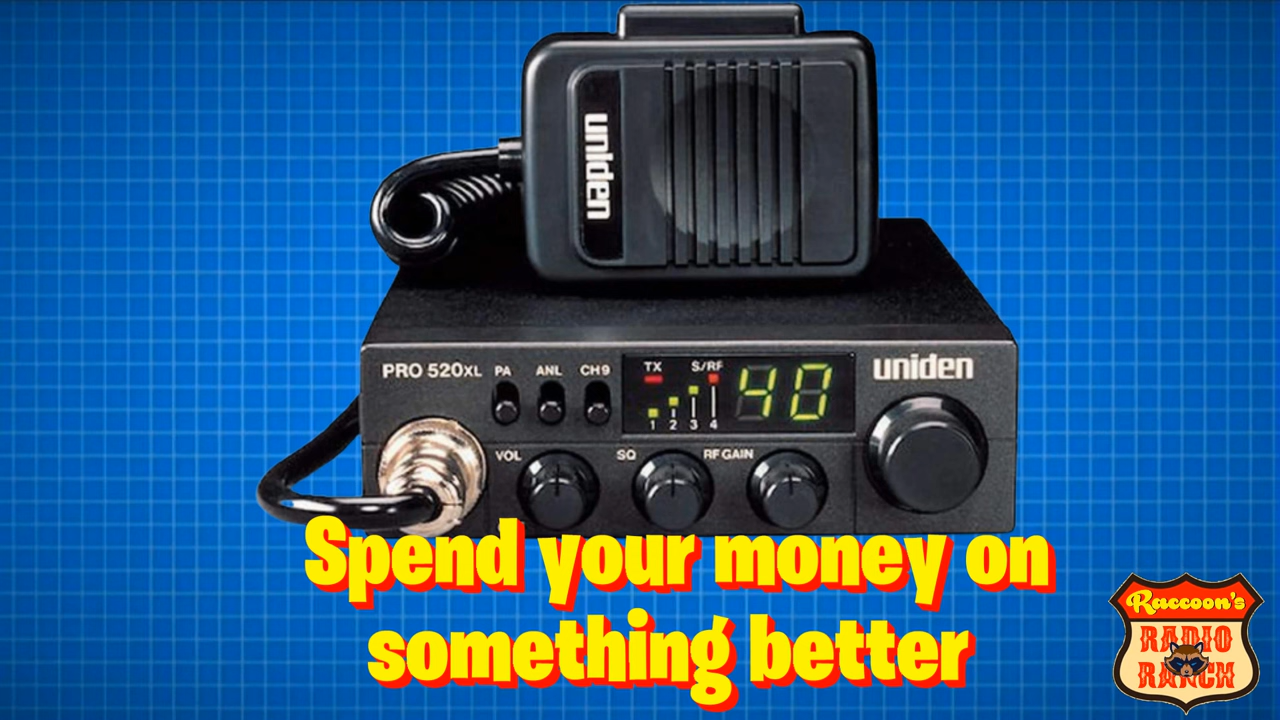 uniden
PRO 520XL PA ANL CH9 TX S/RF uniden
40
1 2 3 4
VOL SQ RF GAIN
Spend your money on
something better
Raccoon's
RADIO
RANCH